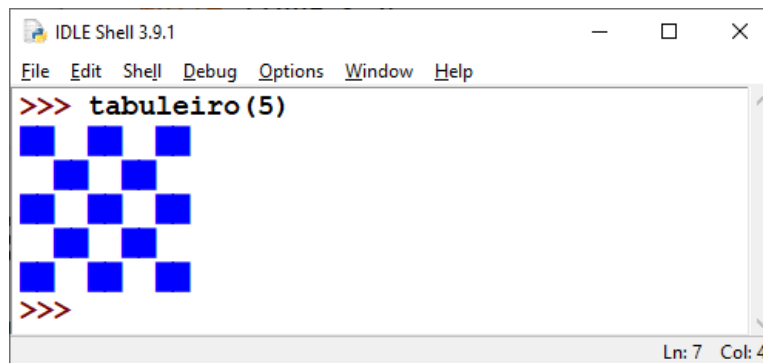 IDLE Shell 3.9.1
File Edit Shell Debug Options Window Help
>>> tabuleiro(5)
██  ██  ██
  ██  ██
██  ██  ██
  ██  ██
██  ██  ██
>>>
Ln: 7 Col: 4